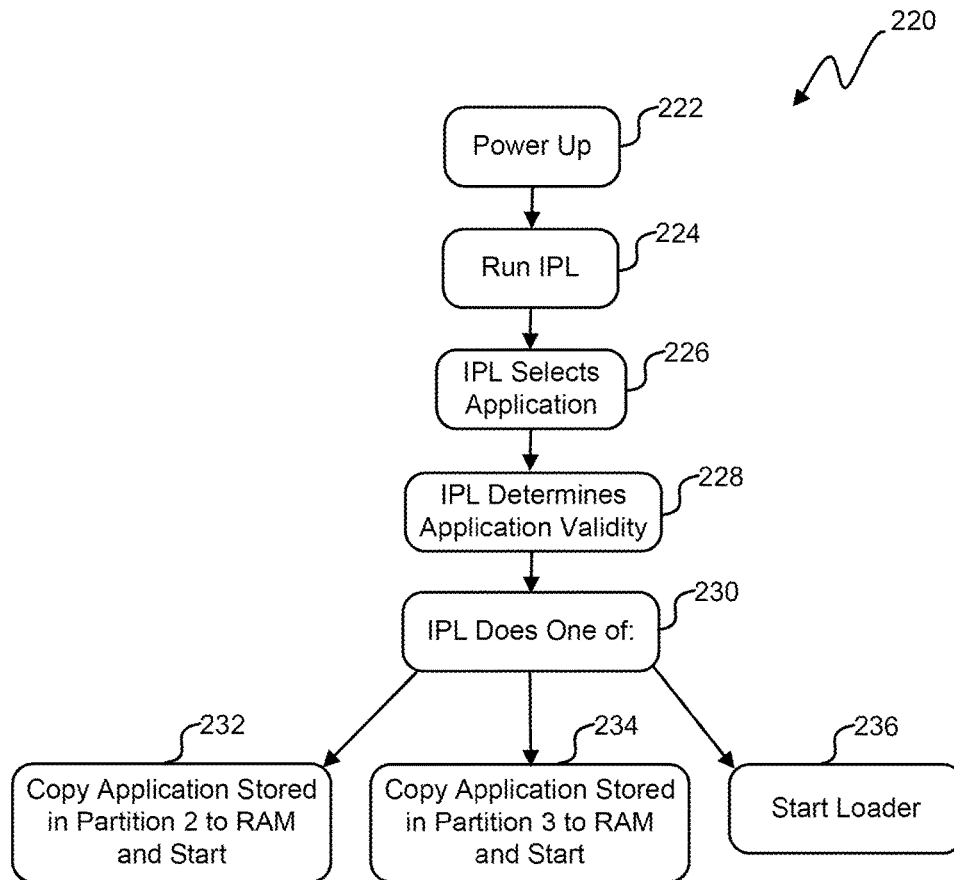 220
222
Power Up
224
Run IPL
226
IPL Selects
Application
228
IPL Determines
Application Validity
230
IPL Does One of:
232
234
236
Copy Application Stored
in Partition 2 to RAM
and Start
Copy Application Stored
in Partition 3 to RAM
and Start
Start Loader